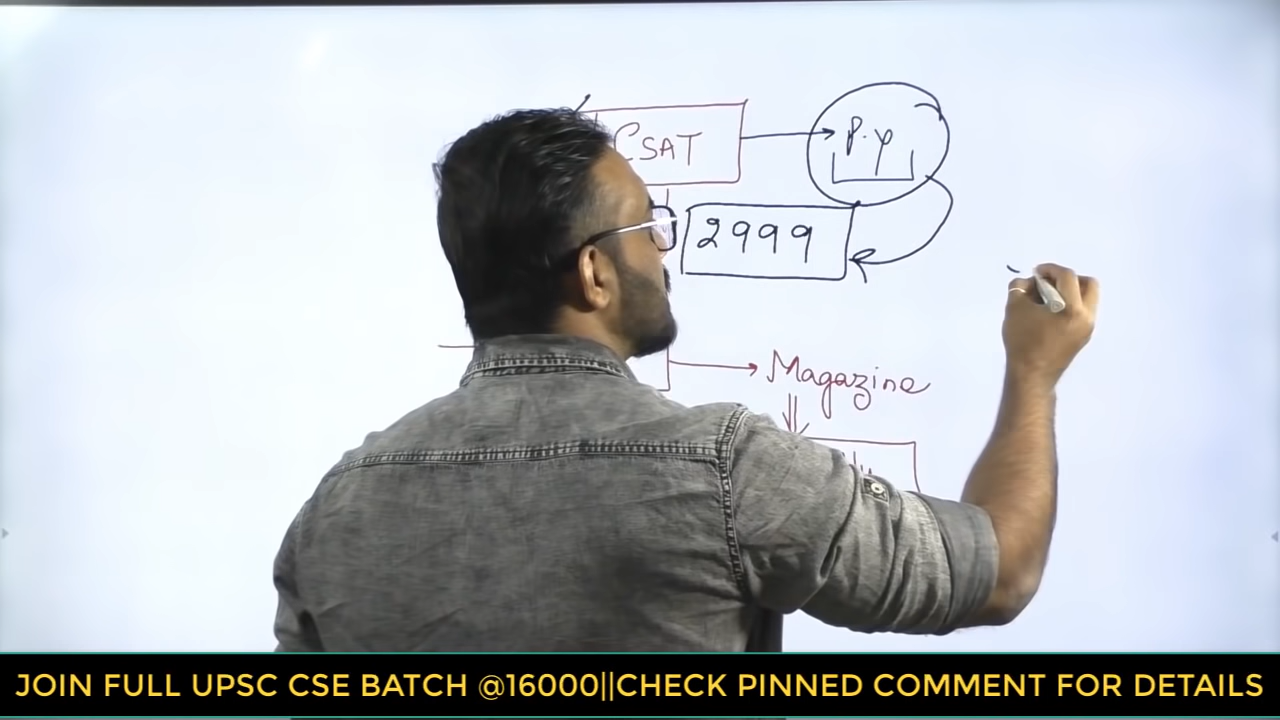 CSAT
P.y
2999
Magazine
JOIN FULL UPSC CSE BATCH @16000||CHECK PINNED COMMENT FOR DETAILS